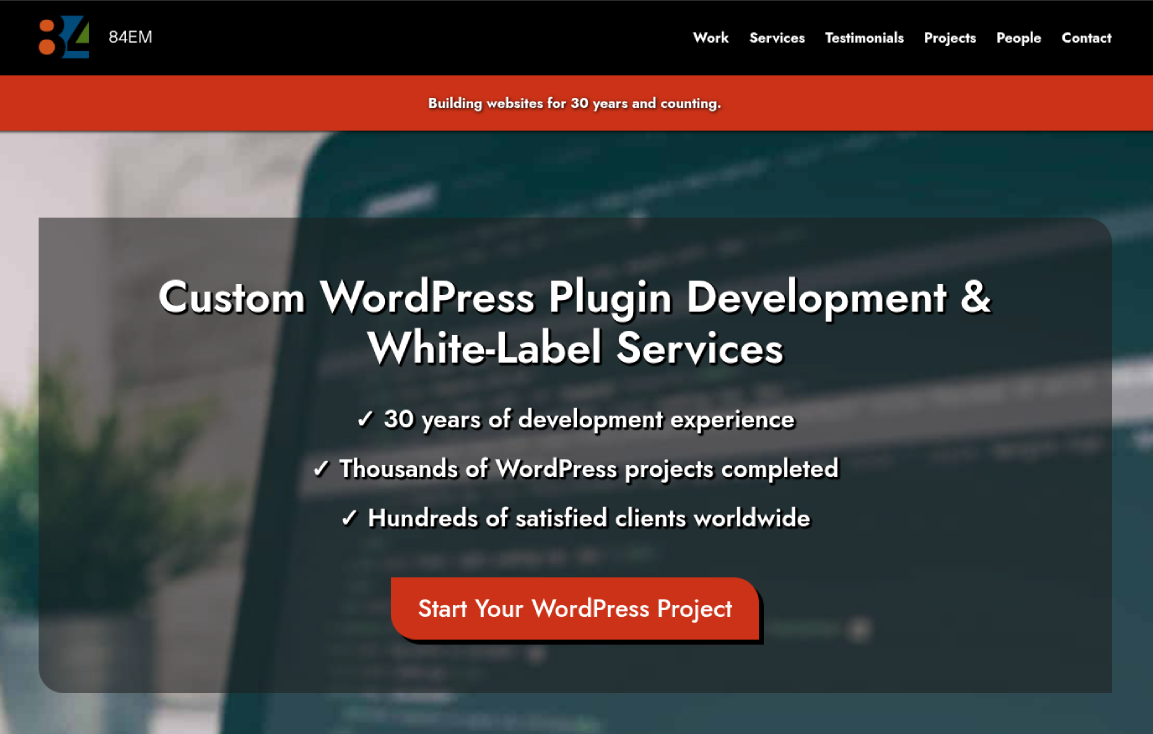 84 84EM
Work Services Testimonials Projects People Contact
Building websites for 30 years and counting.
Custom WordPress Plugin Development &
White-Label Services
✓ 30 years of development experience
✓ Thousands of WordPress projects completed
✓ Hundreds of satisfied clients worldwide
Start Your WordPress Project